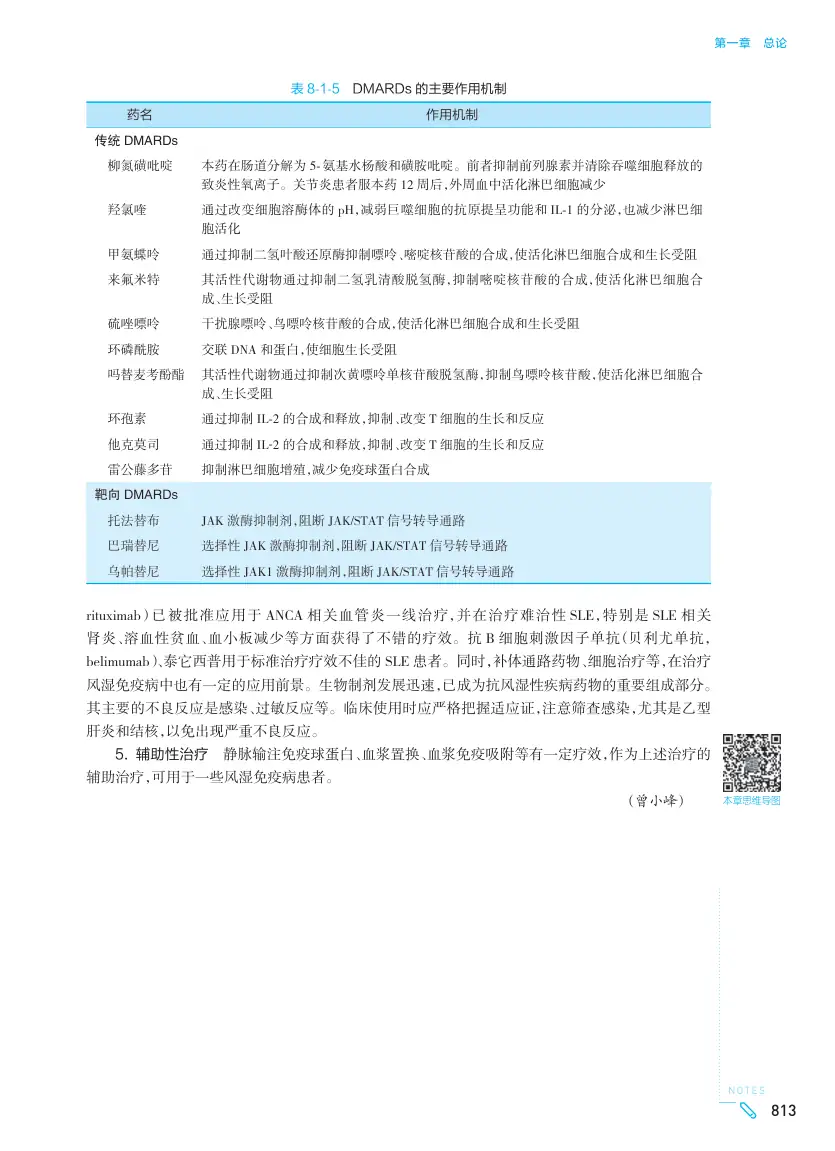 第一章 总论
表 8-1-5 DMARDs 的主要作用机制
药名 作用机制
传统 DMARDs
柳氮磺吡啶 本药在肠道分解为 5- 氨基水杨酸和磺胺吡啶。前者抑制前列腺素并清除吞噬细胞释放的
致炎性氧离子。关节炎患者服本药 12 周后,外周血中活化淋巴细胞减少
羟氯喹 通过改变细胞溶酶体的 pH,减弱巨噬细胞的抗原提呈功能和 IL-1 的分泌,也减少淋巴细
胞活化
甲氨蝶呤 通过抑制二氢叶酸还原酶抑制嘌呤、嘧啶核苷酸的合成,使活化淋巴细胞合成和生长受阻
来氟米特 其活性代谢物通过抑制二氢乳清酸脱氢酶,抑制嘧啶核苷酸的合成,使活化淋巴细胞合
成、生长受阻
硫唑嘌呤 干扰腺嘌呤、鸟嘌呤核苷酸的合成,使活化淋巴细胞合成和生长受阻
环磷酰胺 交联 DNA 和蛋白,使细胞生长受阻
吗替麦考酚酯 其活性代谢物通过抑制次黄嘌呤单核苷酸脱氢酶,抑制鸟嘌呤核苷酸,使活化淋巴细胞合
成、生长受阻
环孢素 通过抑制 IL-2 的合成和释放,抑制、改变 T 细胞的生长和反应
他克莫司 通过抑制 IL-2 的合成和释放,抑制、改变 T 细胞的生长和反应
雷公藤多苷 抑制淋巴细胞增殖,减少免疫球蛋白合成
靶向 DMARDs
托法替布 JAK 激酶抑制剂,阻断 JAK/STAT 信号转导通路
巴瑞替尼 选择性 JAK 激酶抑制剂,阻断 JAK/STAT 信号转导通路
乌帕替尼 选择性 JAK1 激酶抑制剂,阻断 JAK/STAT 信号转导通路
rituximab)已被批准应用于 ANCA 相关血管炎一线治疗,并在治疗难治性 SLE,特别是 SLE 相关
肾炎、溶血性贫血、血小板减少等方面获得了不错的疗效。抗 B 细胞刺激因子单抗(贝利尤单抗,
belimumab)、泰它西普用于标准治疗疗效不佳的 SLE 患者。同时,补体通路药物、细胞治疗等,在治疗
风湿免疫病中也有一定的应用前景。生物制剂发展迅速,已成为抗风湿性疾病药物的重要组成部分。
其主要的不良反应是感染、过敏反应等。临床使用时应严格把握适应证,注意筛查感染,尤其是乙型
肝炎和结核,以免出现严重不良反应。
5. 辅助性治疗 静脉输注免疫球蛋白、血浆置换、血浆免疫吸附等有一定疗效,作为上述治疗的
辅助治疗,可用于一些风湿免疫病患者。
(曾小峰)
本章思维导图
NOTES
813